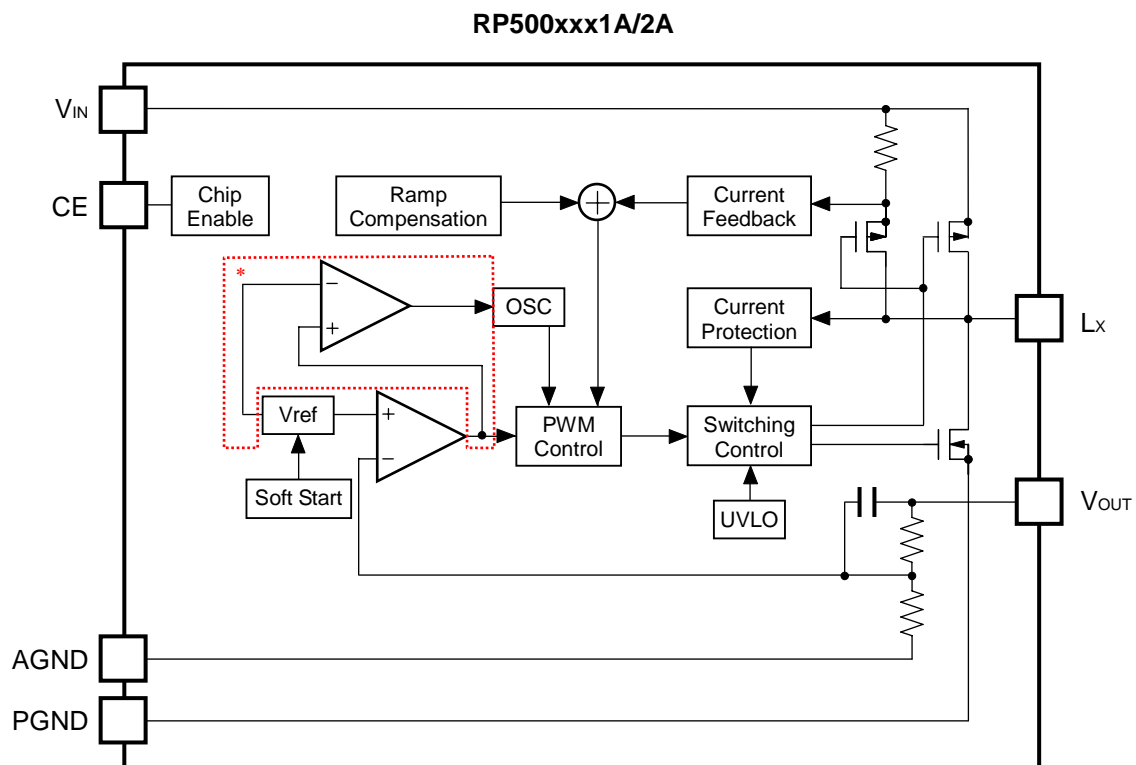 RP500xxx1A/2A
VIN
CE
Chip
Enable
Ramp
Compensation
+
Current
Feedback
*
−
+
OSC
Current
Protection
LX
Vref
+
−
PWM
Control
Switching
Control
Soft Start
UVLO
VOUT
AGND
PGND